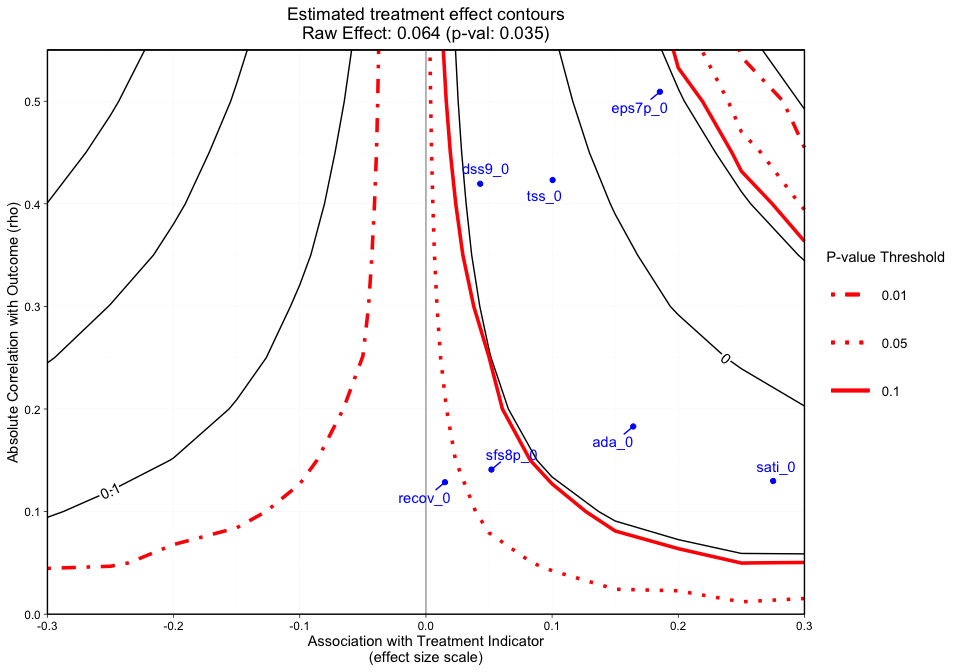 Estimated treatment effect contours
Raw Effect: 0.064 (p-val: 0.035)
Absolute Correlation with Outcome (rho)
0.5
0.4
0.3
0.2
0.1
0.0
eps7p_0
dss9_0
tss_0
0
ada_0
sfs8p_0
sati_0
recov_0
0.1
-0.3
-0.2
-0.1
0.0
0.1
0.2
0.3
Association with Treatment Indicator
(effect size scale)
P-value Threshold
0.01
0.05
0.1